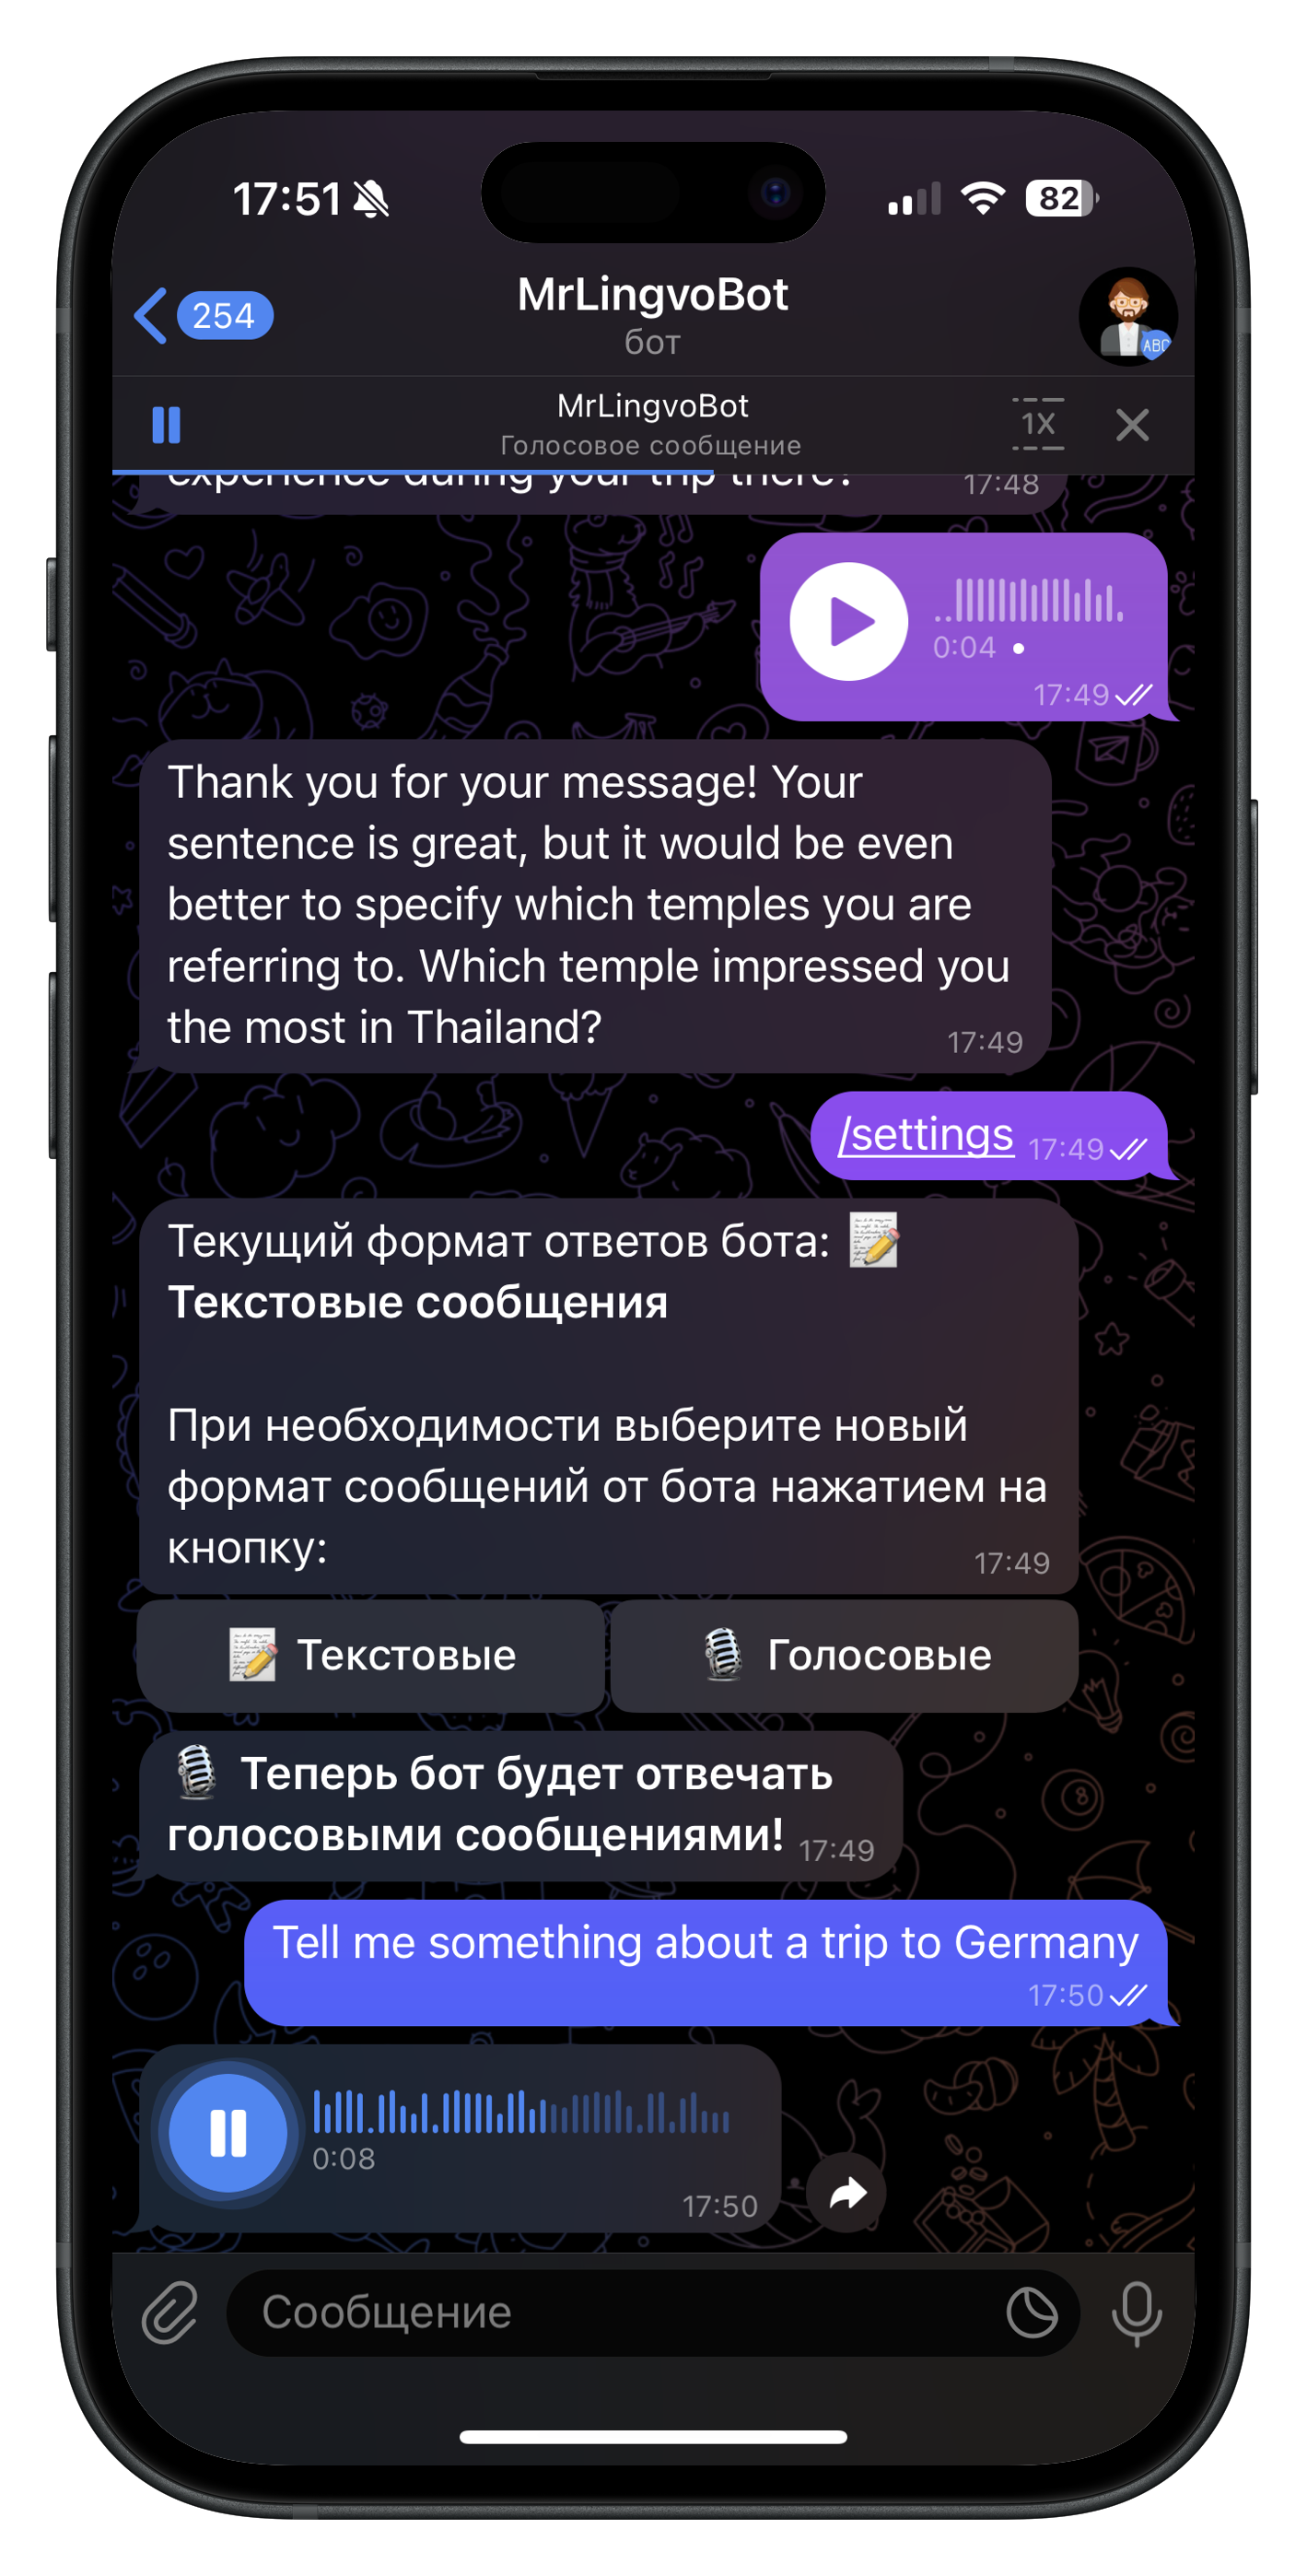 17:51
82
254
MrLingvoBot
бот
ABC
MrLingvoBot
Голосовое сообщение
1X
experience during your trip there?
17:48
0:04
17:49
Thank you for your message! Your
sentence is great, but it would be even
better to specify which temples you are
referring to. Which temple impressed you
the most in Thailand?
17:49
/settings 17:49
Текущий формат ответов бота:
Текстовые сообщения
При необходимости выберите новый
формат сообщений от бота нажатием на
кнопку:
17:49
Текстовые
Голосовые
Теперь бот будет отвечать
голосовыми сообщениями! 17:49
Tell me something about a trip to Germany
17:50
0:08
17:50
Сообщение